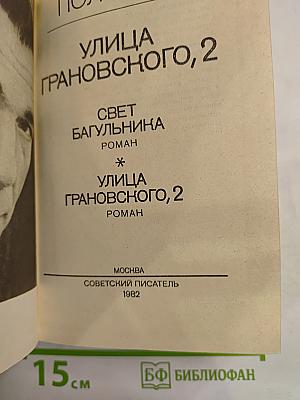 УЛИЦА
ГРАНОВСКОГО, 2
СВЕТ
БАГУЛЬНИКА
РОМАН
*
УЛИЦА
ГРАНОВСКОГО, 2
РОМАН
МОСКВА
СОВЕТСКИЙ ПИСАТЕЛЬ
1982
15 см
БФ БИБЛИОФАН